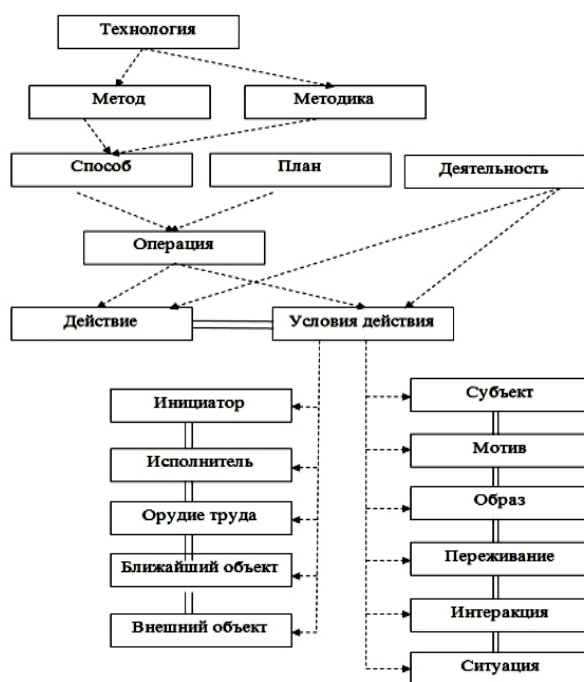 Технология
Метод
Методика
Способ
План
Деятельность
Операция
Действие
Условия действия
Инициатор
Исполнитель
Орудие труда
Ближайший объект
Внешний объект
Субъект
Мотив
Образ
Переживание
Интеракция
Ситуация